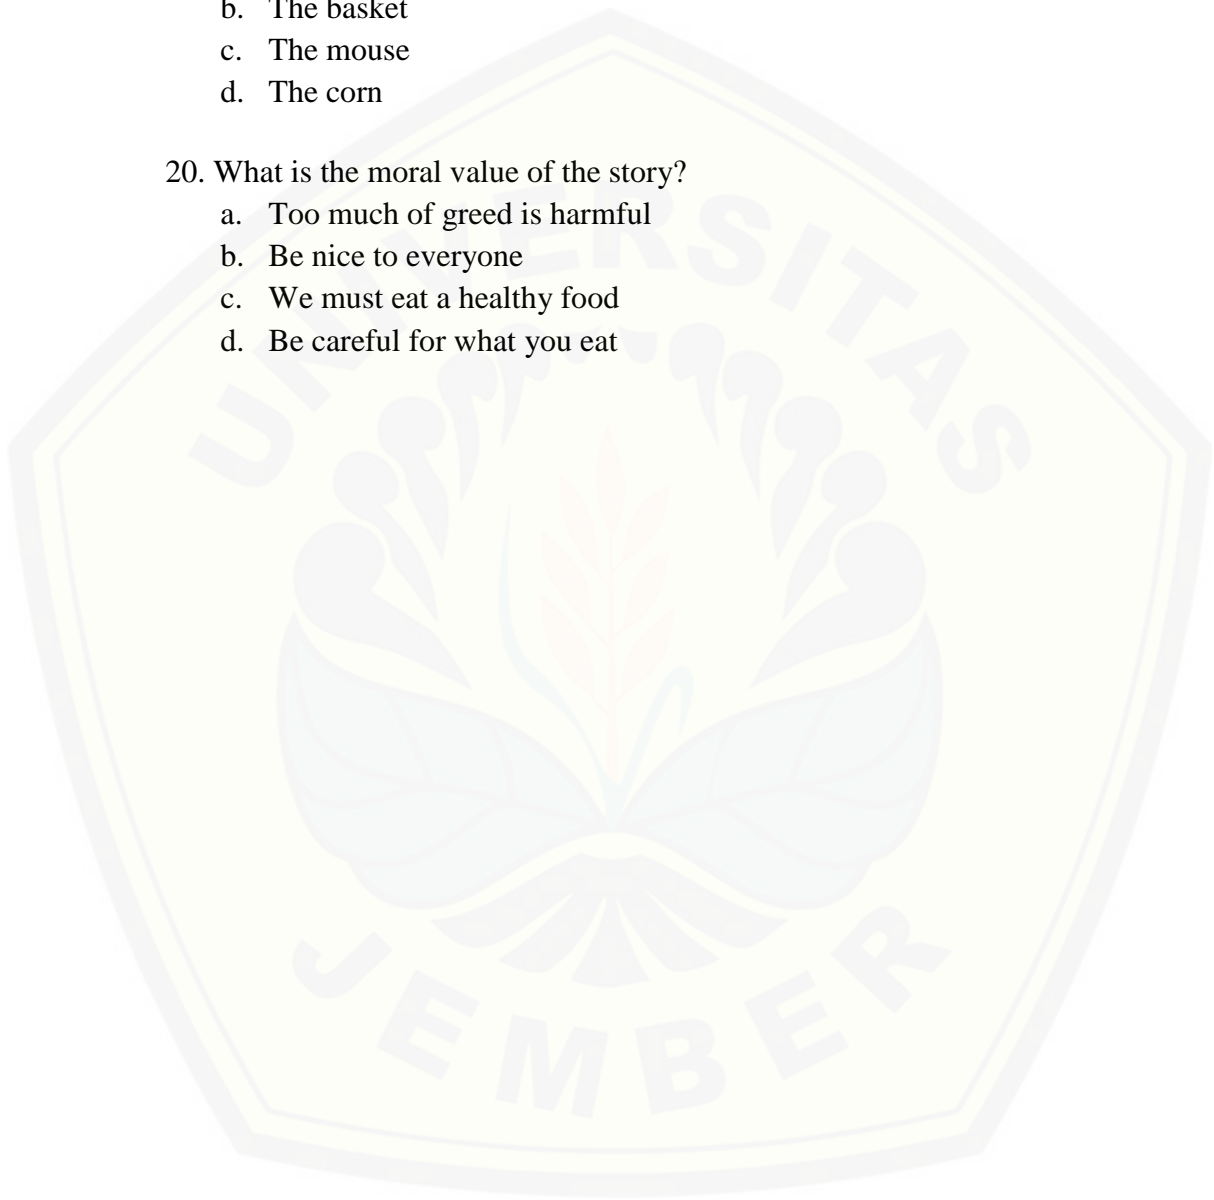 b. The basket
c. The mouse
d. The corn
20. What is the moral value of the story?
a. Too much of greed is harmful
b. Be nice to everyone
c. We must eat a healthy food
d. Be careful for what you eat
UNIVERSITAS
JEMBER